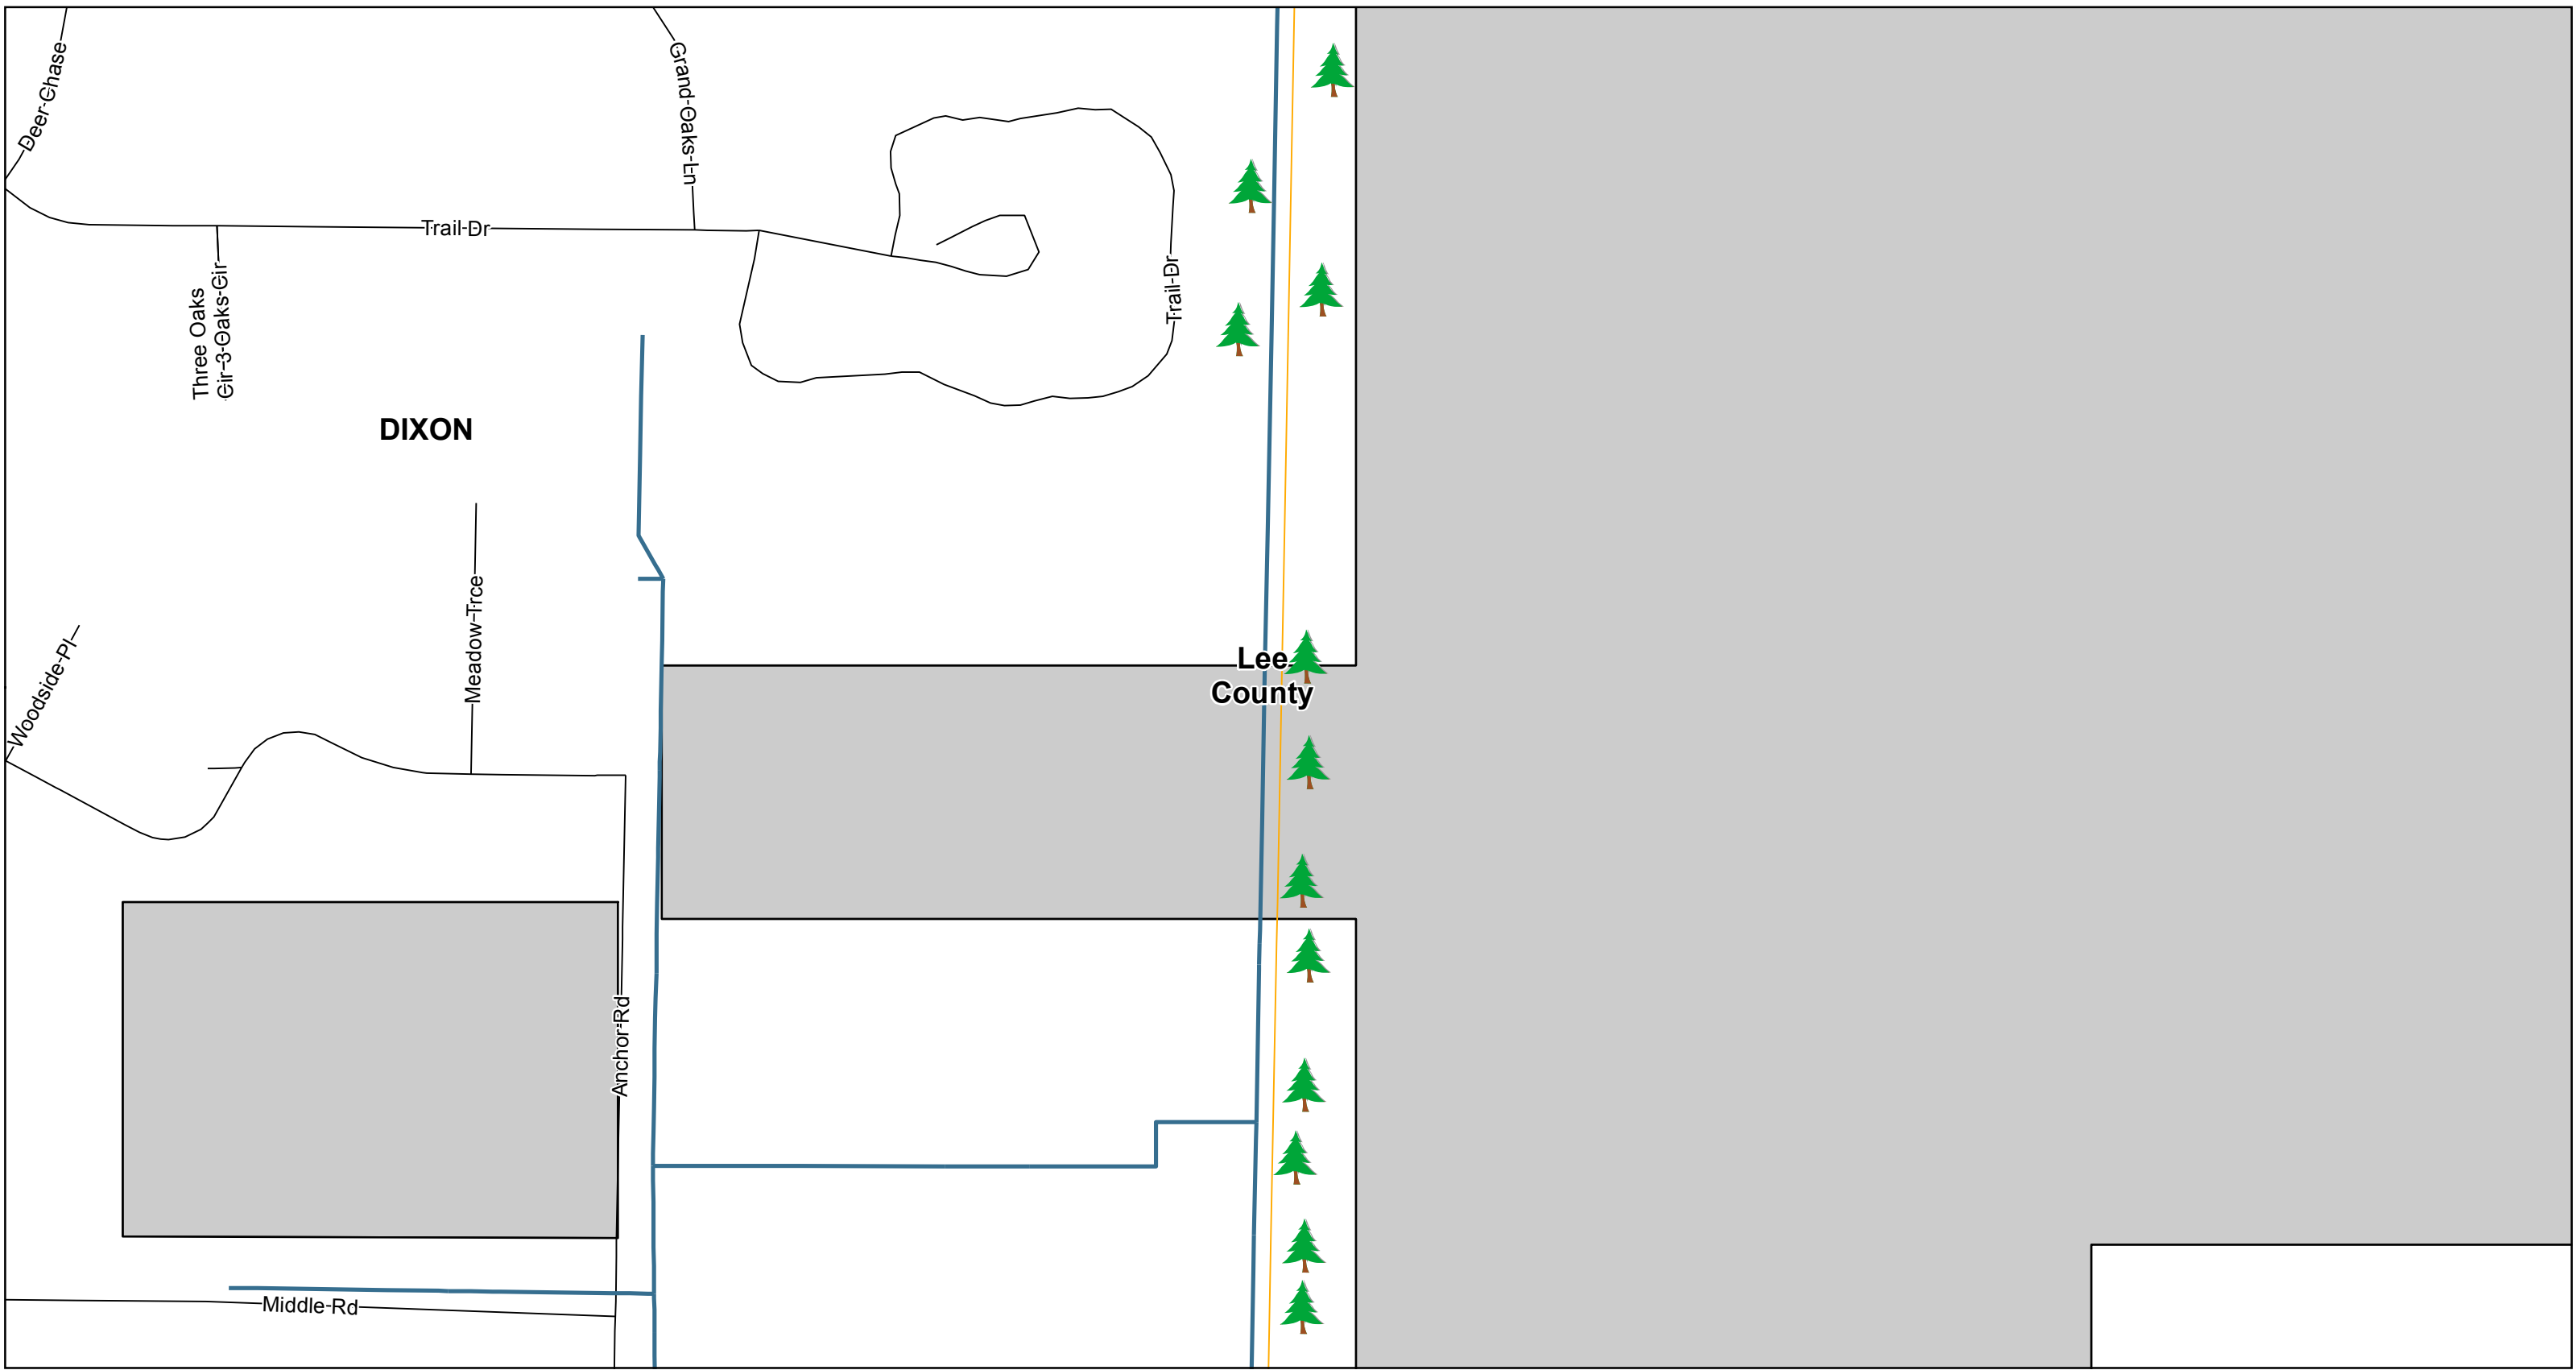 Deer Chase
Grand Oaks Ln
Trail Dr
Three Oaks
Cir 3 Oaks Cir
Trail Dr
DIXON
Meadow Trce
Woodside Pl
Lee
County
Anchor Rd
Middle Rd